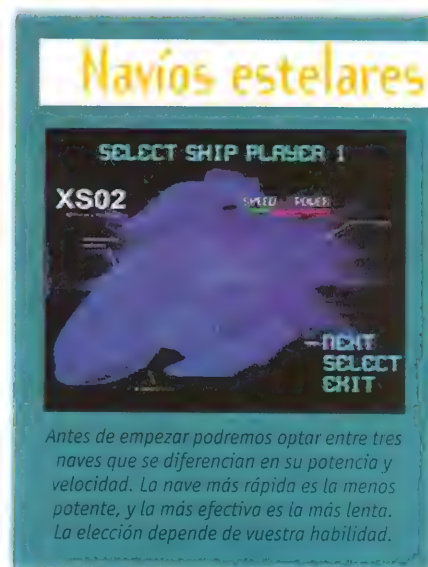 Navíos estelares
SELECT SHIP PLAYER 1
XS02
SPEED POWER
NEXT
SELECT
EXIT
Antes de empezar podremos optar entre tres
naves que se diferencian en su potencia y
velocidad. La nave más rápida es la menos
potente, y la más efectiva es la más lenta.
La elección depende de vuestra habilidad.